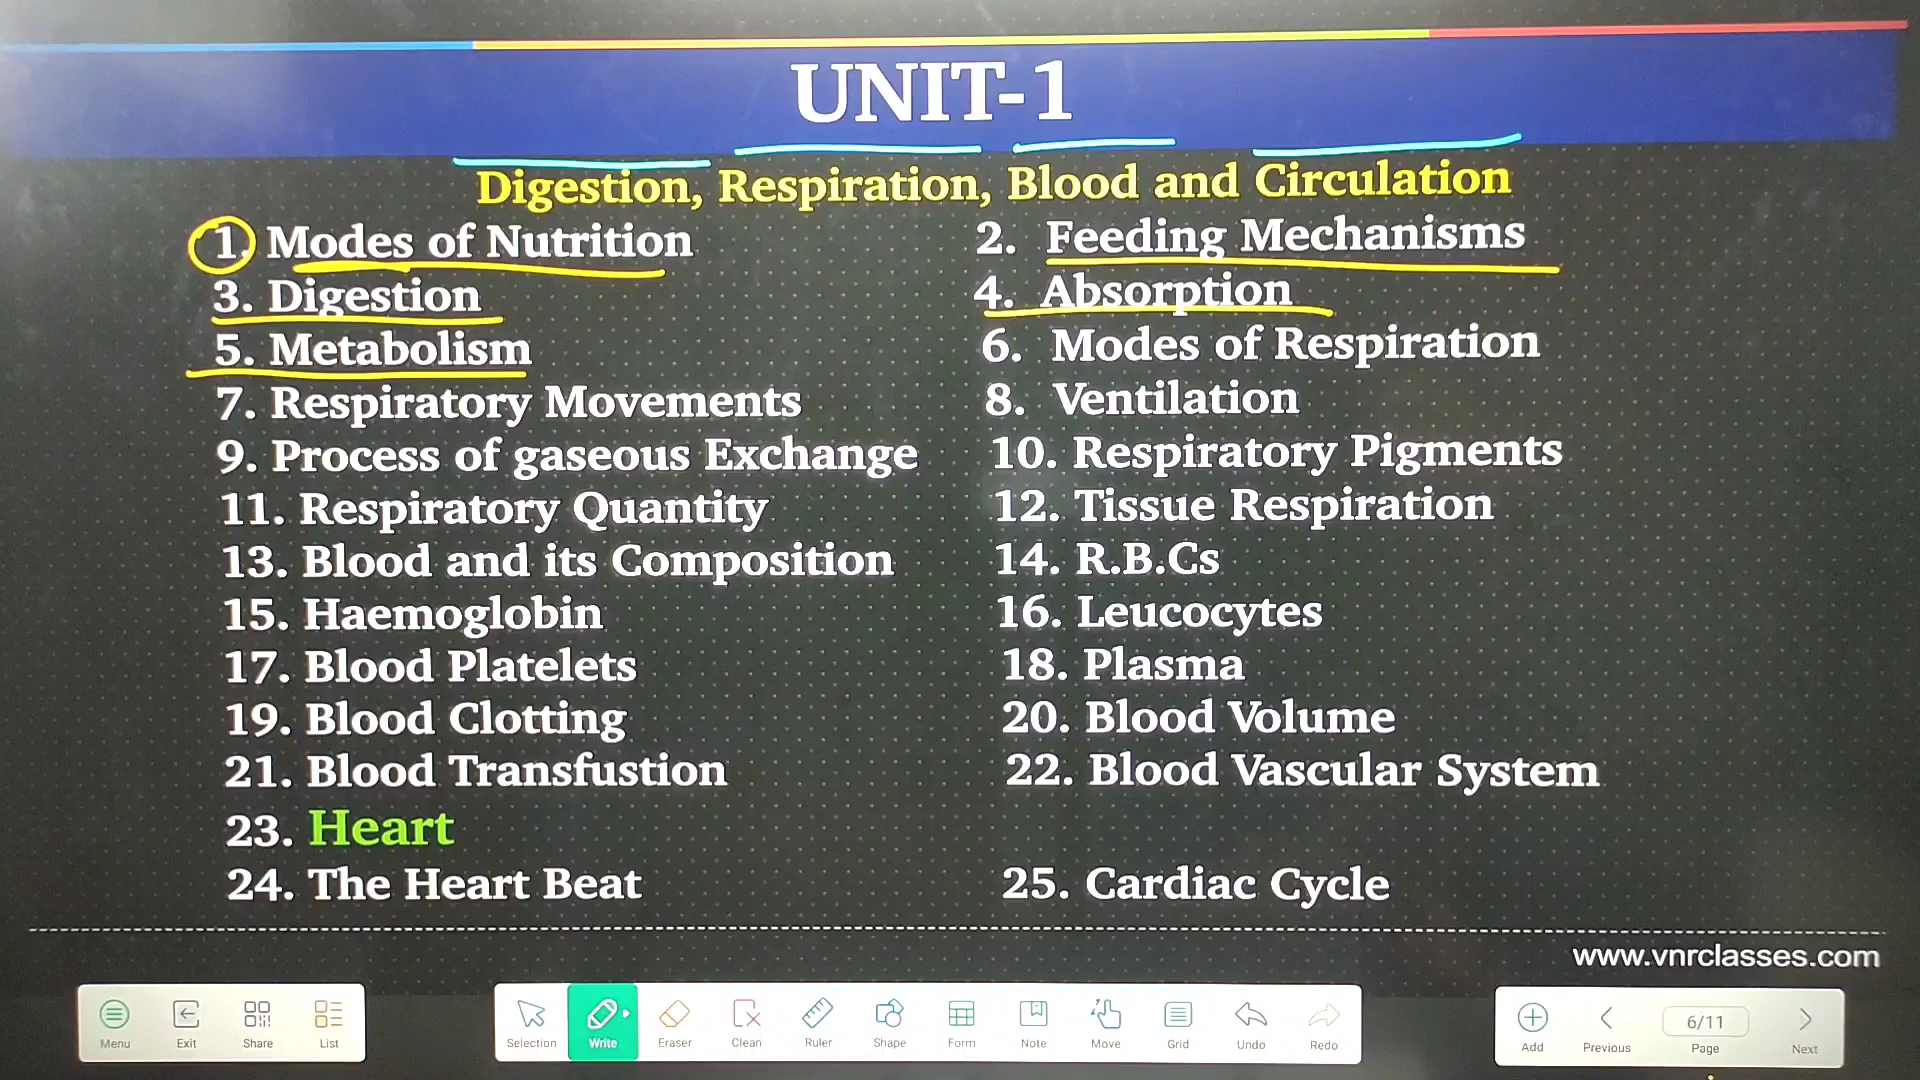 UNIT-1
Digestion, Respiration, Blood and Circulation
1. Modes of Nutrition
2. Feeding Mechanisms
3. Digestion
4. Absorption
5. Metabolism
6. Modes of Respiration
7. Respiratory Movements
8. Ventilation
9. Process of gaseous Exchange
10. Respiratory Pigments
11. Respiratory Quantity
12. Tissue Respiration
13. Blood and its Composition
14. R.B.Cs
15. Haemoglobin
16. Leucocytes
17. Blood Platelets
18. Plasma
19. Blood Clotting
20. Blood Volume
21. Blood Transfustion
22. Blood Vascular System
23. Heart
24. The Heart Beat
25. Cardiac Cycle
www.vnrclasses.com
Menu Exit Share List
Selection Write Eraser Clean Ruler Shape Form Note Move Grid Undo Redo
Add Previous 6/11 Page Next